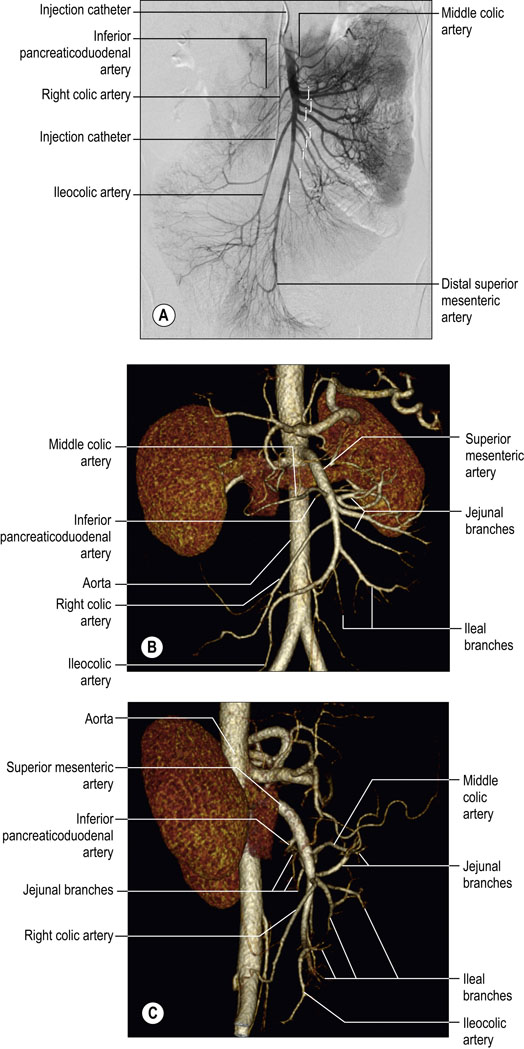 Injection catheter
Inferior
pancreaticoduodenal
artery
Right colic artery
Injection catheter
Ileocolic artery
Middle colic
artery
Distal superior
mesenteric
artery
A
Middle colic
artery
Inferior
pancreaticoduodenal
artery
Aorta
Right colic
artery
Ileocolic
artery
Superior
mesenteric
artery
Jejunal
branches
Ileal
branches
B
Aorta
Superior mesenteric
artery
Inferior
pancreaticoduodenal
artery
Jejunal branches
Right colic artery
Middle
colic
artery
Jejunal
branches
Ileal
branches
Ileocolic
artery
C